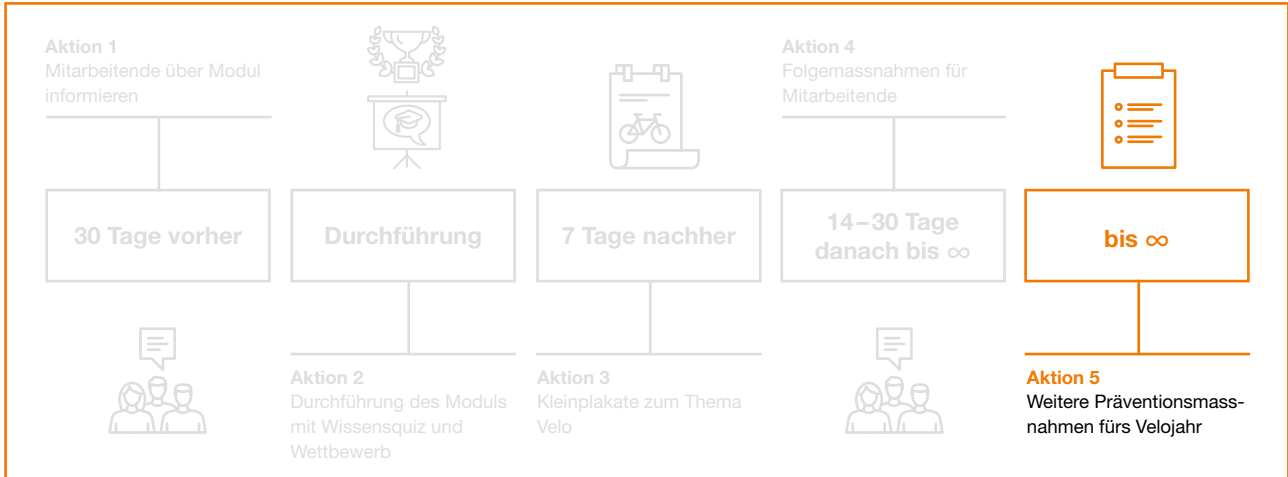 Aktion 1
Mitarbeitende über Modul
informieren
30 Tage vorher
Durchführung
Aktion 2
Durchführung des Moduls
mit Wissensquiz und
Wettbewerb
7 Tage nachher
Aktion 3
Kleinplakate zum Thema
Velo
Aktion 4
Folgemassnahmen für
Mitarbeitende
14–30 Tage
danach bis ∞
bis ∞
Aktion 5
Weitere Präventionsmass-
nahmen fürs Velojahr